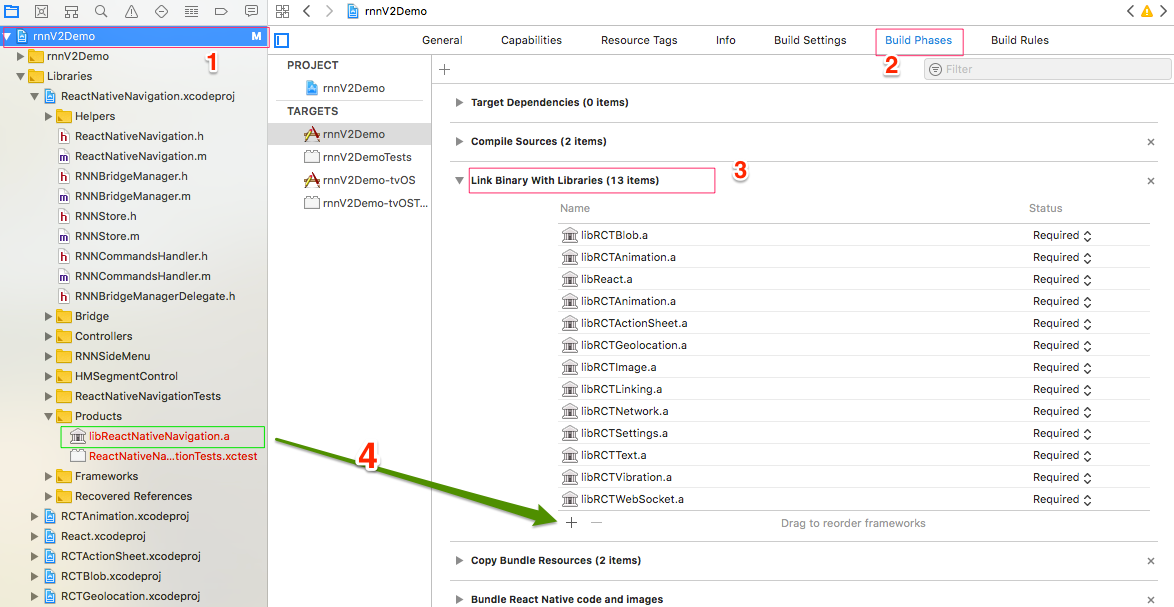 rnnV2Demo
rnnV2Demo M
1
rnnV2Demo
Libraries
ReactNativeNavigation.xcodeproj
Helpers
h ReactNativeNavigation.h
m ReactNativeNavigation.m
h RNNBridgeManager.h
m RNNBridgeManager.m
h RNNStore.h
m RNNStore.m
h RNNCommandsHandler.h
m RNNCommandsHandler.m
h RNNBridgeManagerDelegate.h
Bridge
Controllers
RNNSideMenu
HMSegmentControl
ReactNativeNavigationTests
Products
libReactNativeNavigation.a
ReactNativeNa...tionTests.xctest
Frameworks
Recovered References
RCTAnimation.xcodeproj
React.xcodeproj
RCTActionSheet.xcodeproj
RCTBlob.xcodeproj
RCTGeolocation.xcodeproj
General Capabilities Resource Tags Info Build Settings Build Phases Build Rules
2
PROJECT
rnnV2Demo
TARGETS
rnnV2Demo
rnnV2DemoTests
rnnV2Demo-tvOS
rnnV2Demo-tvOST...
+ Filter
Target Dependencies (0 items)
Compile Sources (2 items) ×
Link Binary With Libraries (13 items) ×
3
Name Status
libRCTBlob.a Required
libRCTAnimation.a Required
libReact.a Required
libRCTAnimation.a Required
libRCTActionSheet.a Required
libRCTGeolocation.a Required
libRCTImage.a Required
libRCTLinking.a Required
libRCTNetwork.a Required
libRCTSettings.a Required
libRCTText.a Required
libRCTVibration.a Required
libRCTWebSocket.a Required
4
+ − Drag to reorder frameworks
Copy Bundle Resources (2 items) ×
Bundle React Native code and images ×